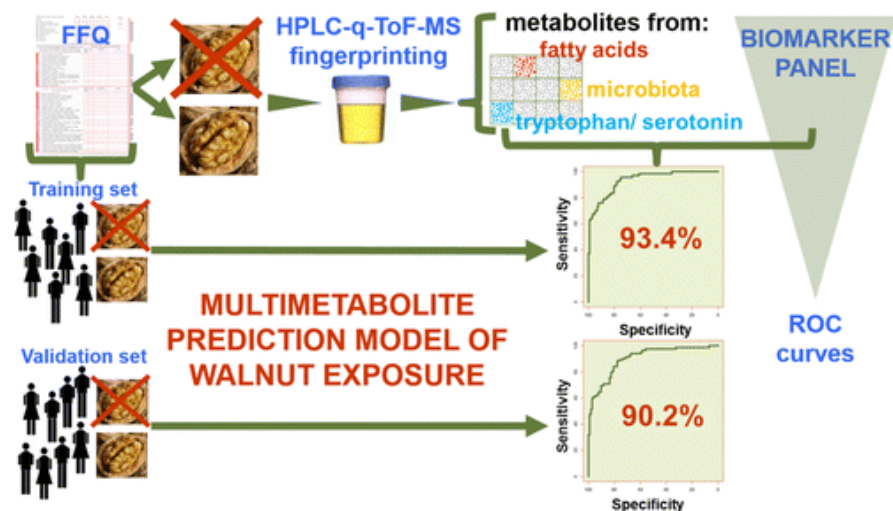 FFQ
HPLC-q-ToF-MS
fingerprinting
metabolites from:
fatty acids
microbiota
tryptophan/ serotonin
BIOMARKER
PANEL
Training set
Sensitivity
93.4%
Specificity
MULTIMETABOLITE
PREDICTION MODEL OF
WALNUT EXPOSURE
ROC
curves
Validation set
Sensitivity
90.2%
Specificity